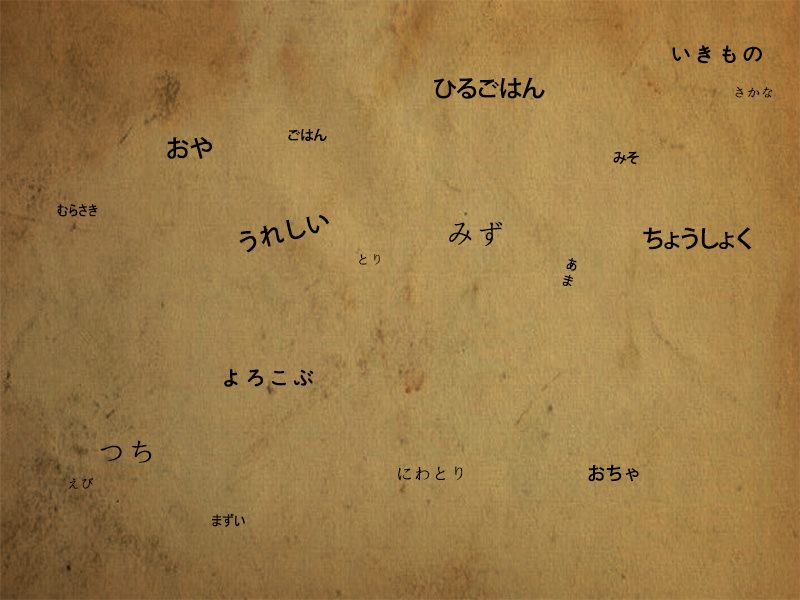 いきもの
ひるごはん
さかな
ごはん
おや
みそ
むらさき
うれしい
みず
ちょうしょく
とり
あま
よろこぶ
つち
にわとり
おちゃ
えび
まずい